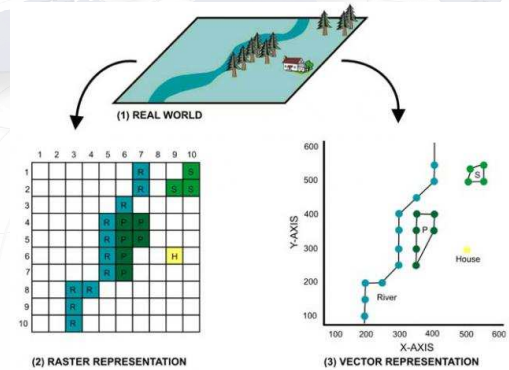 (1) REAL WORLD
1 2 3 4 5 6 7 8 9 10
1 R S
2 R S S
3 R
4 R P P
5 R P P
6 R P H
7 R P
8 R R
9 R
10 R
(2) RASTER REPRESENTATION
600
500
400
300
200
100
Y-AXIS
S
P
House
River
100 200 300 400 500 600
X-AXIS
(3) VECTOR REPRESENTATION